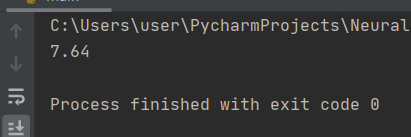 C:\Users\user\PycharmProjects\Neural
7.64
Process finished with exit code 0